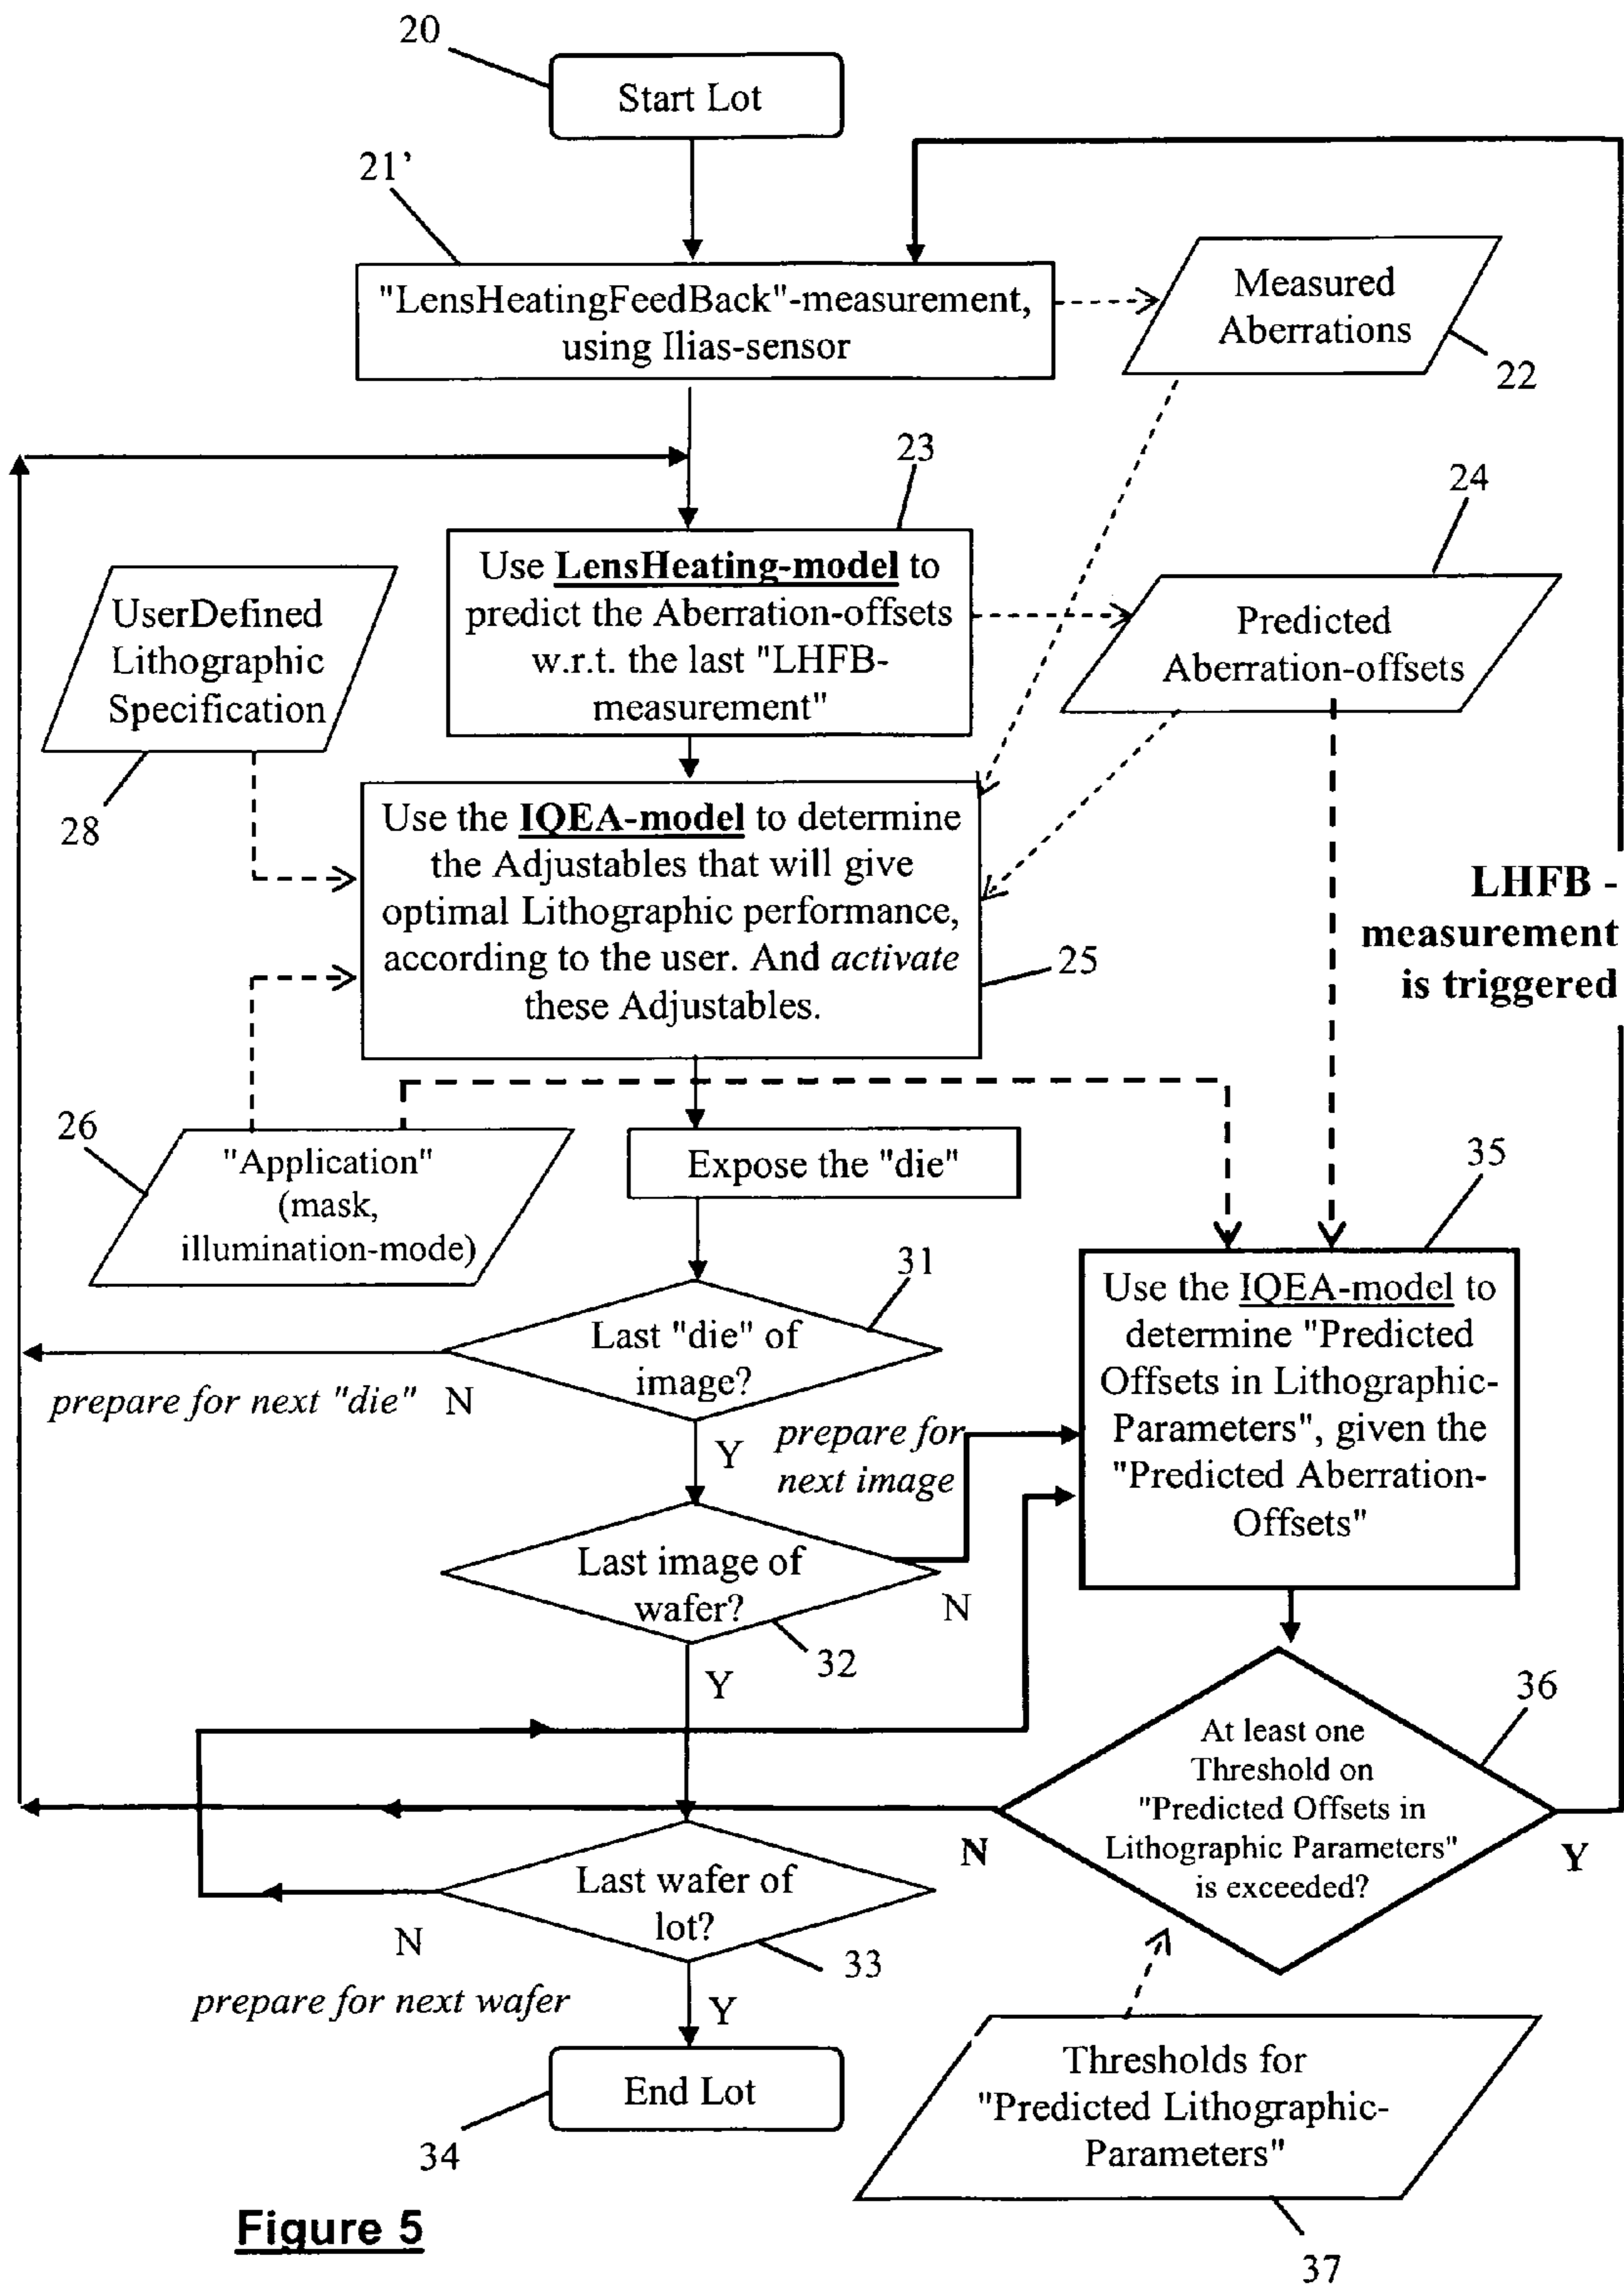 20
Start Lot
21’
"LensHeatingFeedBack"-measurement,
using Ilias-sensor
Measured
Aberrations
22
23
24
Use LensHeating-model to
predict the Aberration-offsets
w.r.t. the last "LHFB-
measurement"
Predicted
Aberration-offsets
UserDefined
Lithographic
Specification
28
Use the IQEA-model to determine
the Adjustables that will give
optimal Lithographic performance,
according to the user. And activate
these Adjustables.
25
LHFB -
measurement
is triggered
26
"Application"
(mask,
illumination-mode)
Expose the "die"
35
31
Last "die" of
image?
prepare for next "die" N
Y
prepare for
next image
Use the IQEA-model to
determine "Predicted
Offsets in Lithographic-
Parameters", given the
"Predicted Aberration-
Offsets"
Last image of
wafer?
N
32
Y
36
At least one
Threshold on
"Predicted Offsets in
Lithographic Parameters"
is exceeded?
N
Y
Last wafer of
lot?
N
33
prepare for next wafer
Y
End Lot
34
Thresholds for
"Predicted Lithographic-
Parameters"
37
Figure 5